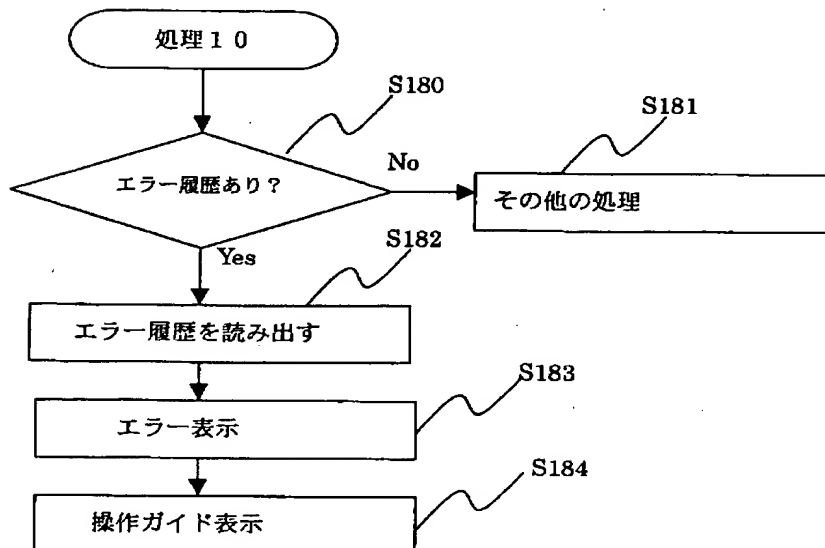 処理１０
S180
エラー履歴あり？
No
S181
その他の処理
Yes
S182
エラー履歴を読み出す
S183
エラー表示
S184
操作ガイド表示